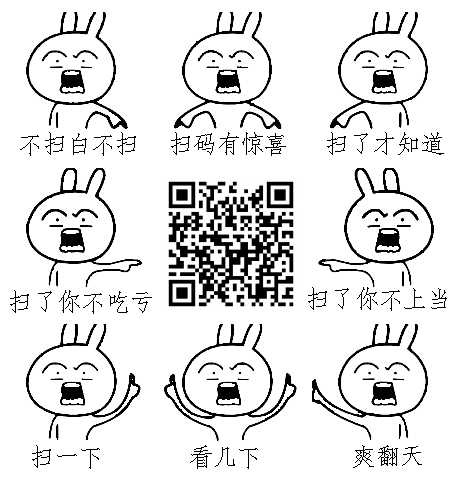 不扫白不扫
扫码有惊喜
扫了才知道
扫了你不吃亏
扫了你不上当
扫一下
看几下
爽翻天